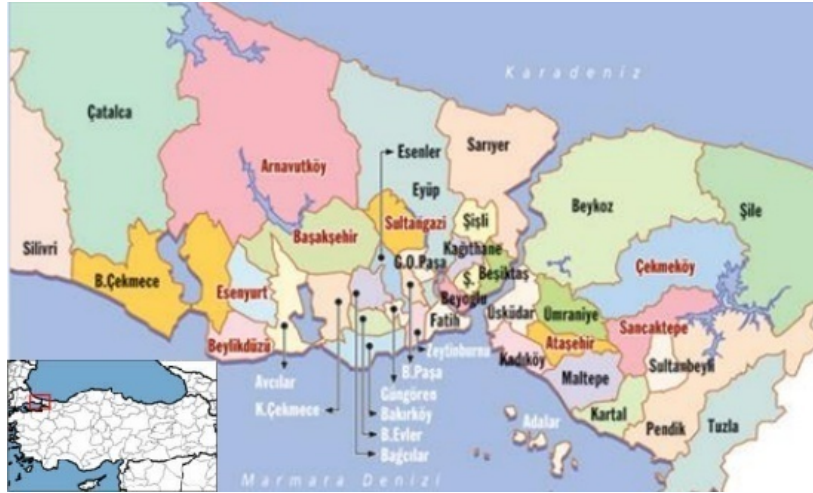 Karadeniz
Çatalca
Esenler
Sarıyer
Arnavutköy
Eyüp
Beykoz
Şile
Sultangazi
Şişli
Başakşehir
Silivri
Kağıthane
G.O.Paşa
Beşiktaş
Çekmeköy
B.Çekmece
Ş.
Esenyurt
Beyoğlu
Üsküdar
Ümraniye
Fatih
Sancaktepe
Ataşehir
Beylikdüzü
Zeytinburnu
Kadıköy
Sultanbeyli
B.Paşa
Maltepe
Avcılar
Güngören
K.Çekmece
Bakırköy
Kartal
Adalar
B.Evler
Pendik
Tuzla
Bağcılar
Marmara Denizi